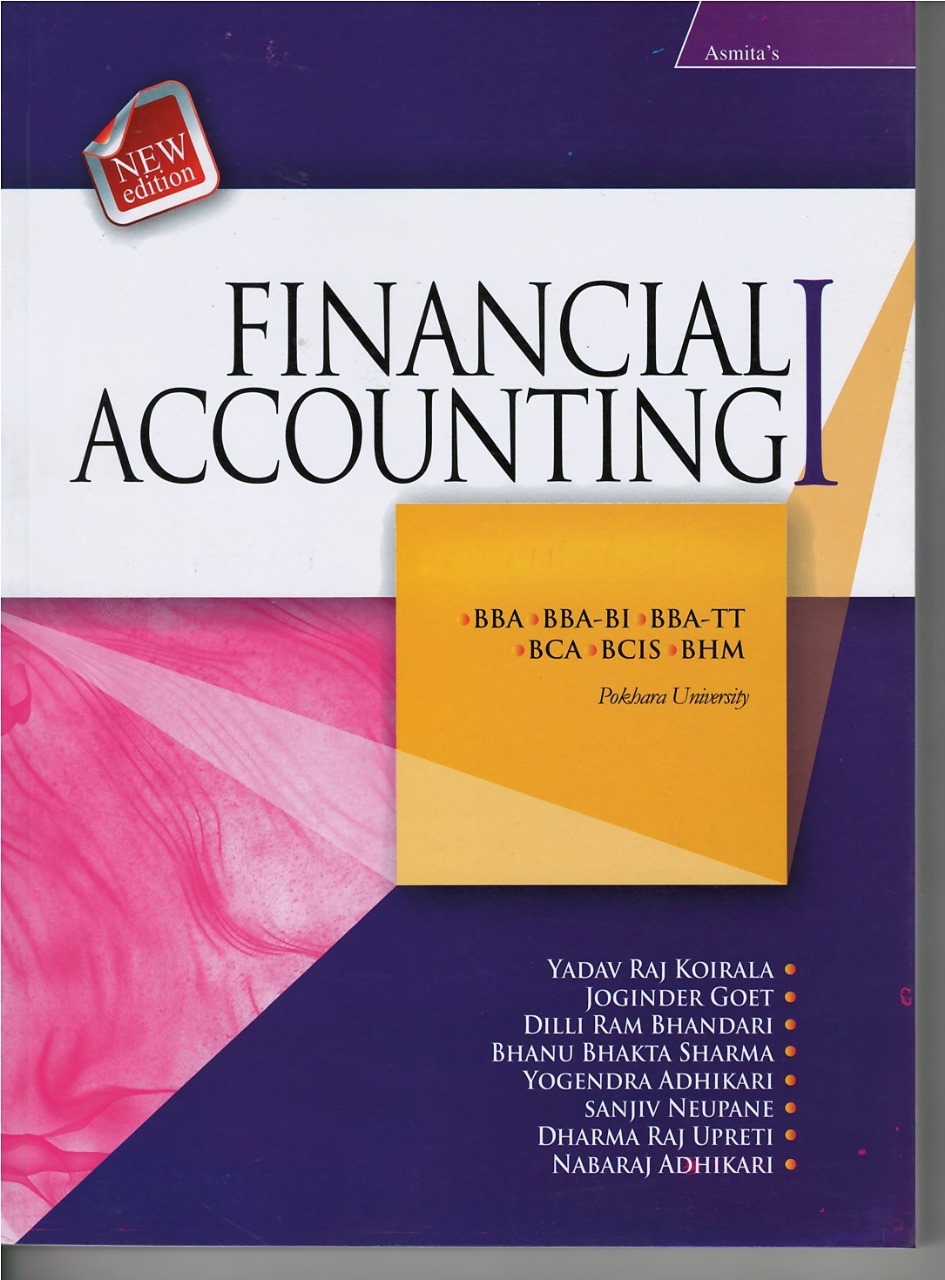 Asmita's
NEW
edition
FINANCIAL
ACCOUNTING I
•BBA •BBA-BI •BBA-TT
•BCA •BCIS •BHM
Pokhara University
YADAV RAJ KOIRALA •
JOGINDER GOET •
DILLI RAM BHANDARI •
BHANU BHAKTA SHARMA •
YOGENDRA ADHIKARI •
SANJIV NEUPANE •
DHARMA RAJ UPRETI •
NABARAJ ADHIKARI •